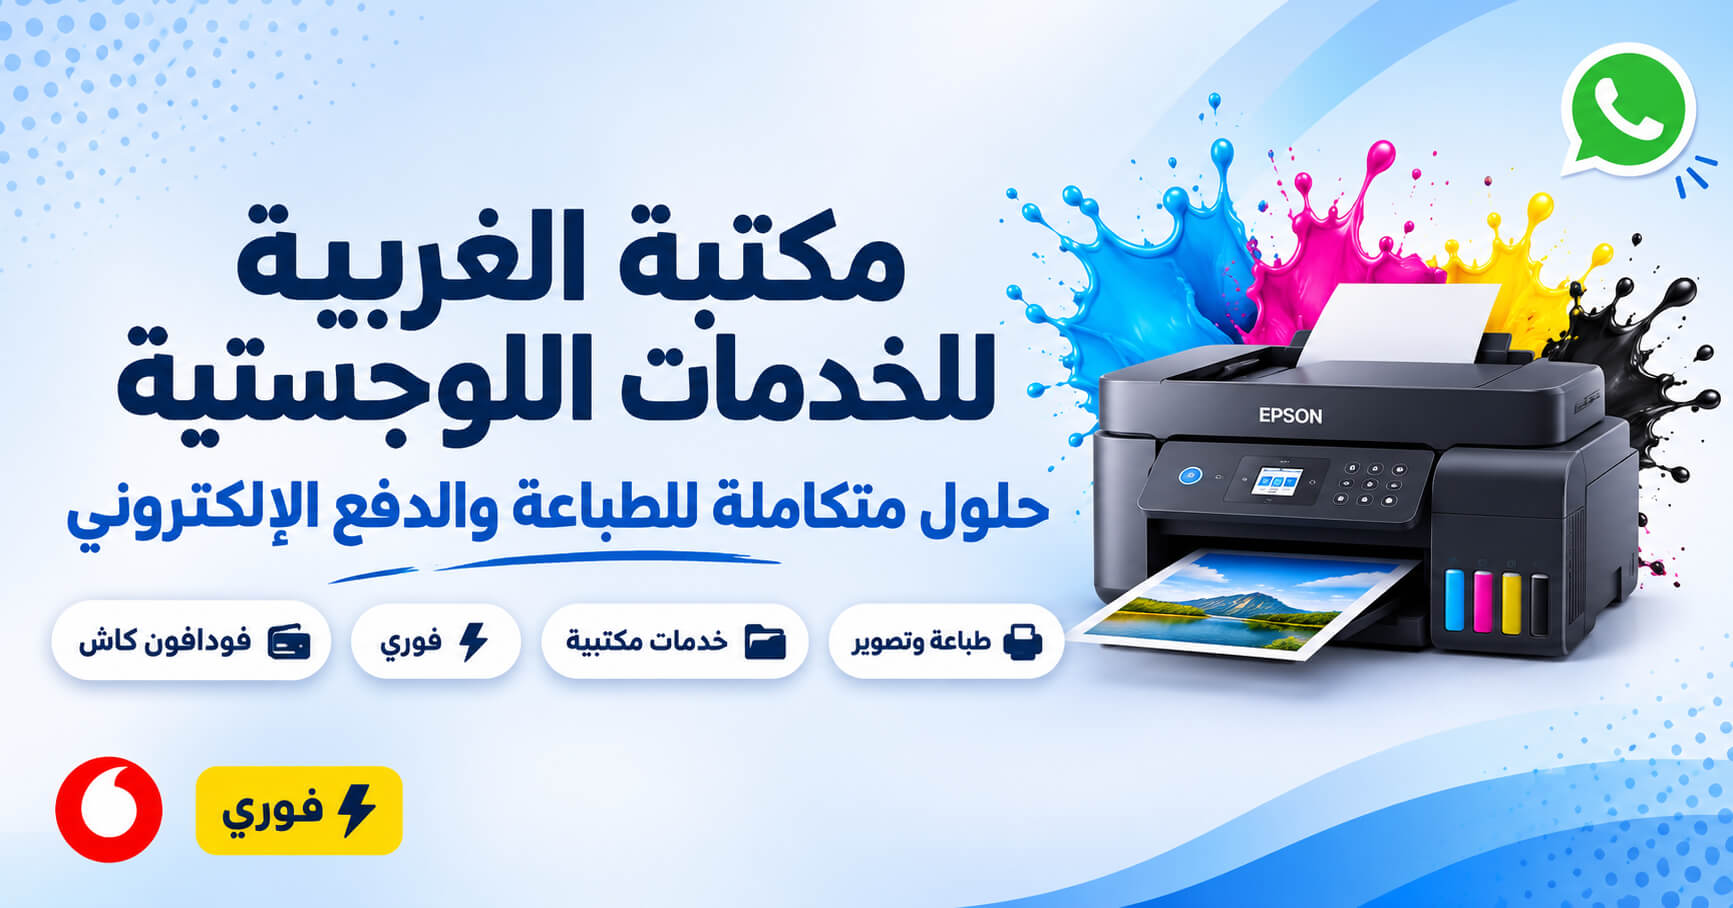 مكتبة الغربية
للخدمات اللوجستية
حلول متكاملة للطباعة والدفع الإلكتروني
طباعة وتصوير
خدمات مكتبية
فوري
فودافون كاش
EPSON
فوري